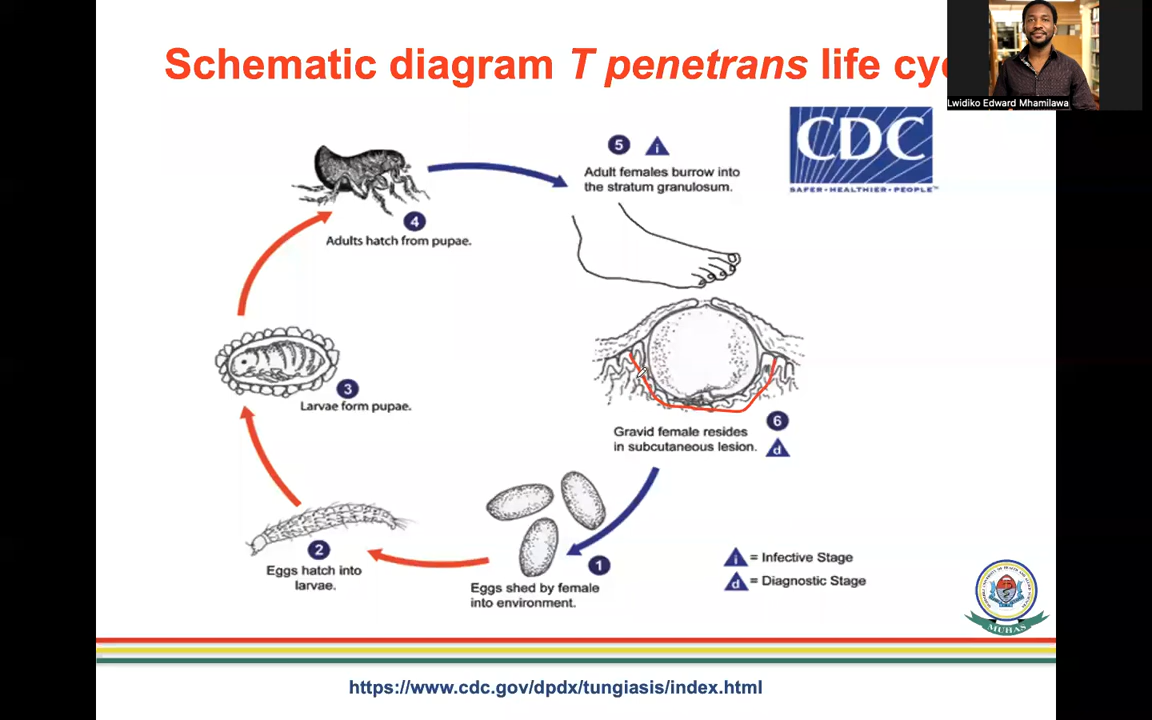 Schematic diagram T penetrans life cyc
Lwidiko Edward Mhamilawa
CDC
SAFER•HEALTHIER•PEOPLE™
5 i
Adult females burrow into
the stratum granulosum.
4
Adults hatch from pupae.
3
Larvae form pupae.
6
Gravid female resides
in subcutaneous lesion.
d
2
Eggs hatch into
larvae.
1
Eggs shed by female
into environment.
i = Infective Stage
d = Diagnostic Stage
MUHAS
https://www.cdc.gov/dpdx/tungiasis/index.html